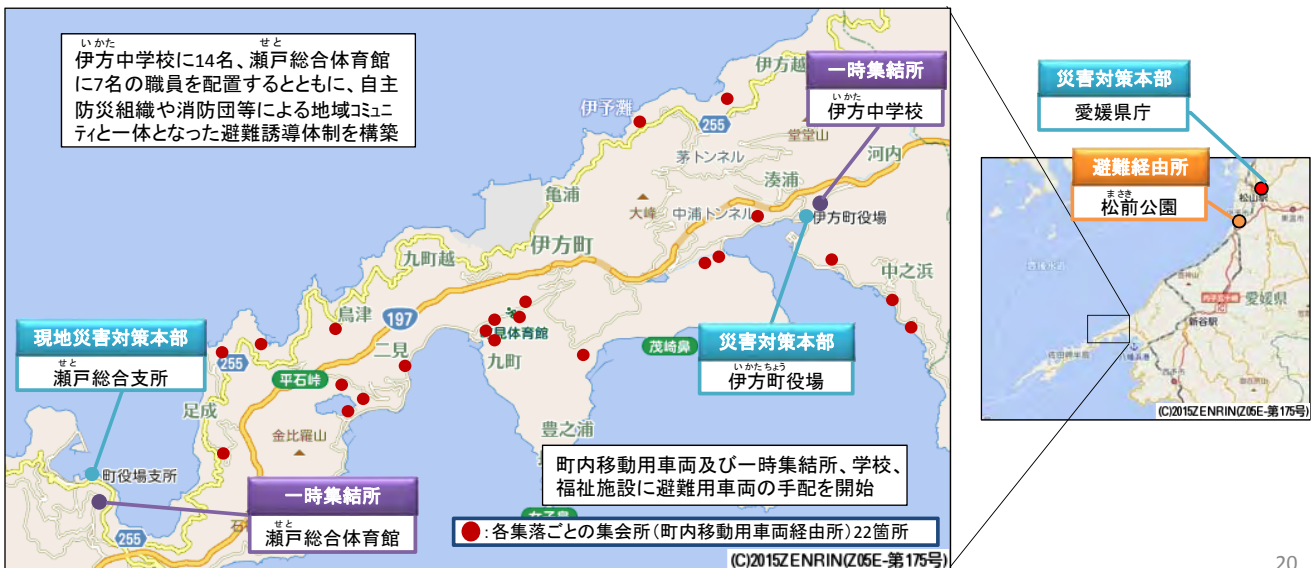 いかた
せと
伊方中学校に14名、瀬戸総合体育館
に7名の職員を配置するとともに、自主
防災組織や消防団等による地域コミュニ
ティと一体となった避難誘導体制を構築
一時集結所
いかた
伊方中学校
災害対策本部
愛媛県庁
避難経由所
まさき
松前公園
伊方越
伊予灘
255
堂堂山
茅トンネル
河内
湊浦
亀浦
大峰
中浦トンネル
伊方町役場
伊方町
九町越
中之浜
鳥津
197
見体育館
二見
九町
茂崎鼻
現地災害対策本部
せと
瀬戸総合支所
災害対策本部
いかたちょう
伊方町役場
255
平石峠
足成
金比羅山
豊之浦
町役場支所
町内移動用車両及び一時集結所、学校、
福祉施設に避難用車両の手配を開始
一時集結所
せと
瀬戸総合体育館
255
●:各集落ごとの集会所(町内移動用車両経由所)22箇所
(C)2015ZENRIN(Z05E-第175号)
松山駅
愛媛県
新谷駅
佐田岬半島
八幡浜港
(C)2015ZENRIN(Z05E-第175号)
20